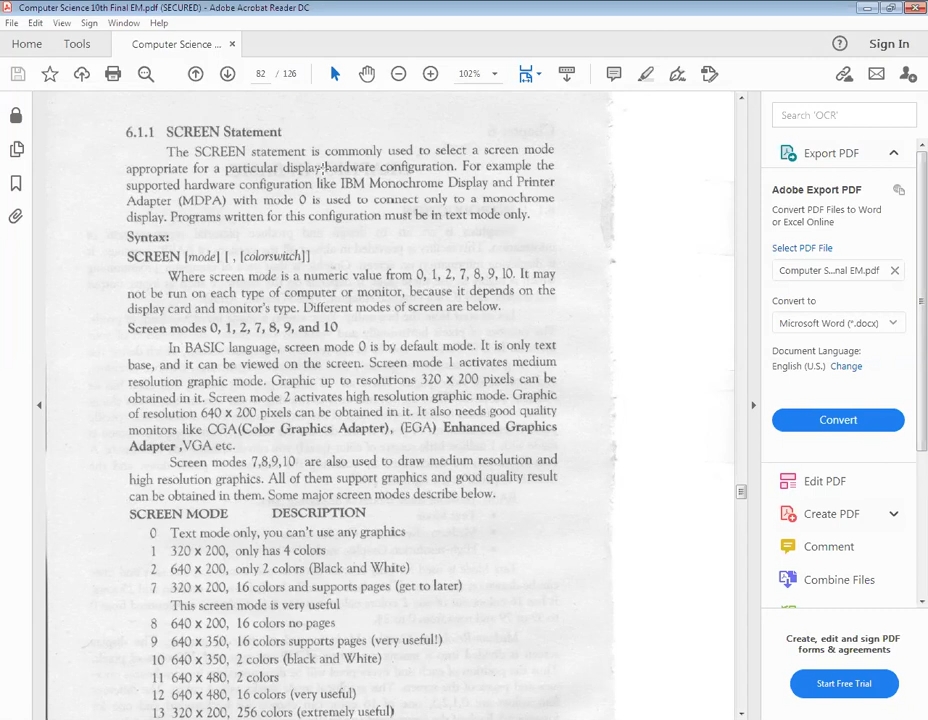 Computer Science 10th Final EM.pdf (SECURED) - Adobe Acrobat Reader DC
File Edit View Sign Window Help
Home Tools Computer Science ... × Sign In
82 / 126 102%
6.1.1 SCREEN Statement
The SCREEN statement is commonly used to select a screen mode
appropriate for a particular display hardware configuration. For example the
supported hardware configuration like IBM Monochrome Display and Printer
Adapter (MDPA) with mode 0 is used to connect only to a monochrome
display. Programs written for this configuration must be in text mode only.
Syntax:
SCREEN [mode] [ , [colorswitch]]
Where screen mode is a numeric value from 0, 1, 2, 7, 8, 9, 10. It may
not be run on each type of computer or monitor, because it depends on the
display card and monitor's type. Different modes of screen are below.
Screen modes 0, 1, 2, 7, 8, 9, and 10
In BASIC language, screen mode 0 is by default mode. It is only text
base, and it can be viewed on the screen. Screen mode 1 activates medium
resolution graphic mode. Graphic up to resolutions 320 x 200 pixels can be
obtained in it. Screen mode 2 activates high resolution graphic mode. Graphic
of resolution 640 x 200 pixels can be obtained in it. It also needs good quality
monitors like CGA(Color Graphics Adapter), (EGA) Enhanced Graphics
Adapter ,VGA etc.
Screen modes 7,8,9,10 are also used to draw medium resolution and
high resolution graphics. All of them support graphics and good quality result
can be obtained in them. Some major screen modes describe below.
SCREEN MODE DESCRIPTION
0 Text mode only, you can't use any graphics
1 320 x 200, only has 4 colors
2 640 x 200, only 2 colors (Black and White)
7 320 x 200, 16 colors and supports pages (get to later)
This screen mode is very useful
8 640 x 200, 16 colors no pages
9 640 x 350, 16 colors supports pages (very useful!)
10 640 x 350, 2 colors (black and White)
11 640 x 480, 2 colors
12 640 x 480, 16 colors (very useful)
13 320 x 200, 256 colors (extremely useful)
Search 'OCR'
Export PDF
Adobe Export PDF
Convert PDF Files to Word
or Excel Online
Select PDF File
Computer S...nal EM.pdf ×
Convert to
Microsoft Word (*.docx)
Document Language:
English (U.S.) Change
Convert
Edit PDF
Create PDF
Comment
Combine Files
Create, edit and sign PDF
forms & agreements
Start Free Trial